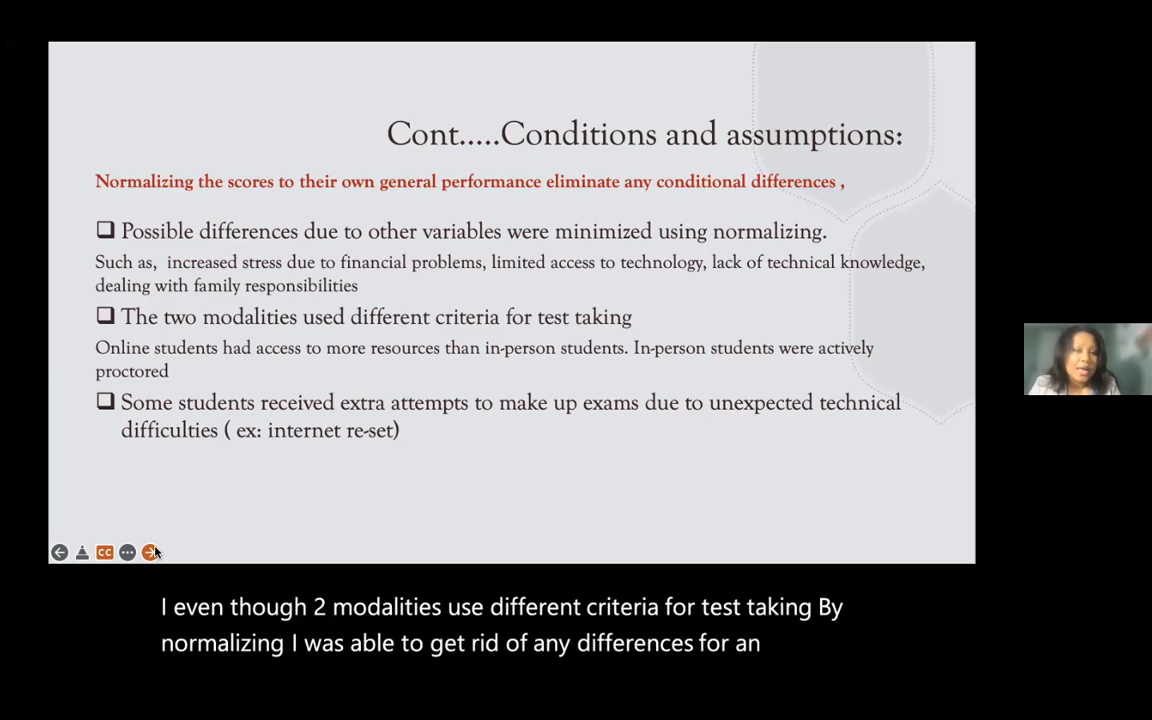 Cont.....Conditions and assumptions:
Normalizing the scores to their own general performance eliminate any conditional differences ,
❑ Possible differences due to other variables were minimized using normalizing.
Such as,  increased stress due to financial problems, limited access to technology, lack of technical knowledge,
dealing with family responsibilities
❑ The two modalities used different criteria for test taking
Online students had access to more resources than in-person students. In-person students were actively
proctored
❑ Some students received extra attempts to make up exams due to unexpected technical
difficulties ( ex: internet re-set)
CC
I even though 2 modalities use different criteria for test taking By
normalizing I was able to get rid of any differences for an